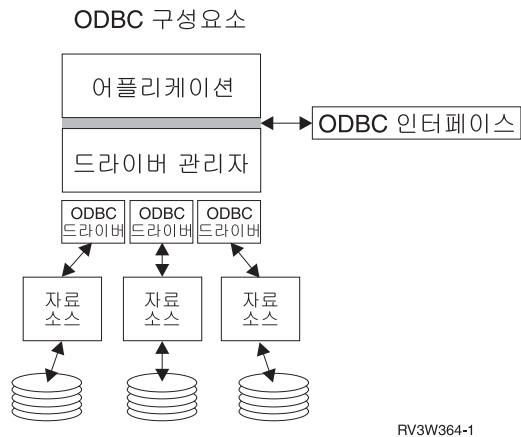 ODBC 구성요소
어플리케이션
ODBC 인터페이스
드라이버 관리자
ODBC
드라이버
ODBC
드라이버
ODBC
드라이버
자료
소스
자료
소스
자료
소스
RV3W364-1